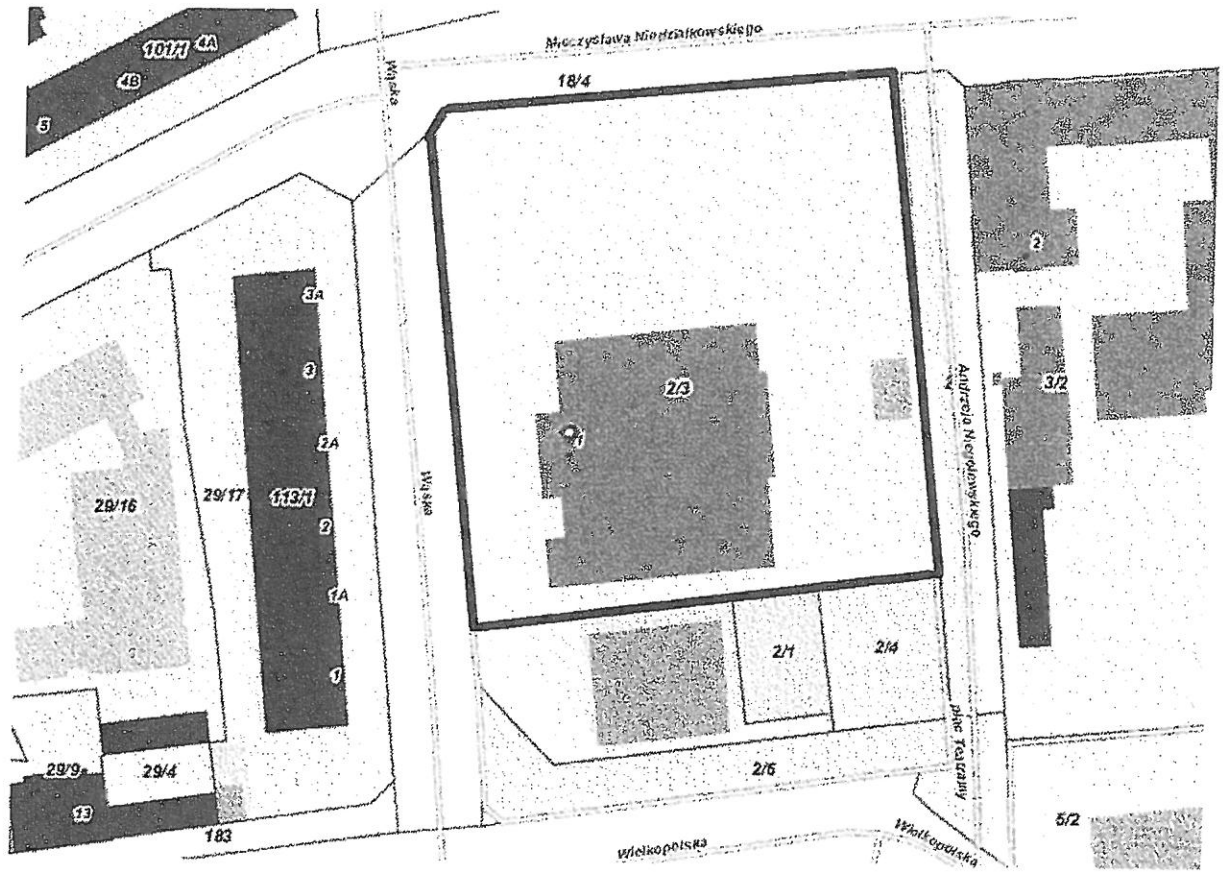 101/1 4A
4B
5
Wąska
Mieczysława Niedziałkowskiego
18/4
2
3A
3
2A
113/1
2
1A
1
29/16
29/17
Wąska
2/3
1
Andrzeja Niegolewskiego
3/2
2/1
2/4
plac Teatralny
2/6
29/9
29/4
13
183
Wielkopolska
Wielkopolska
5/2